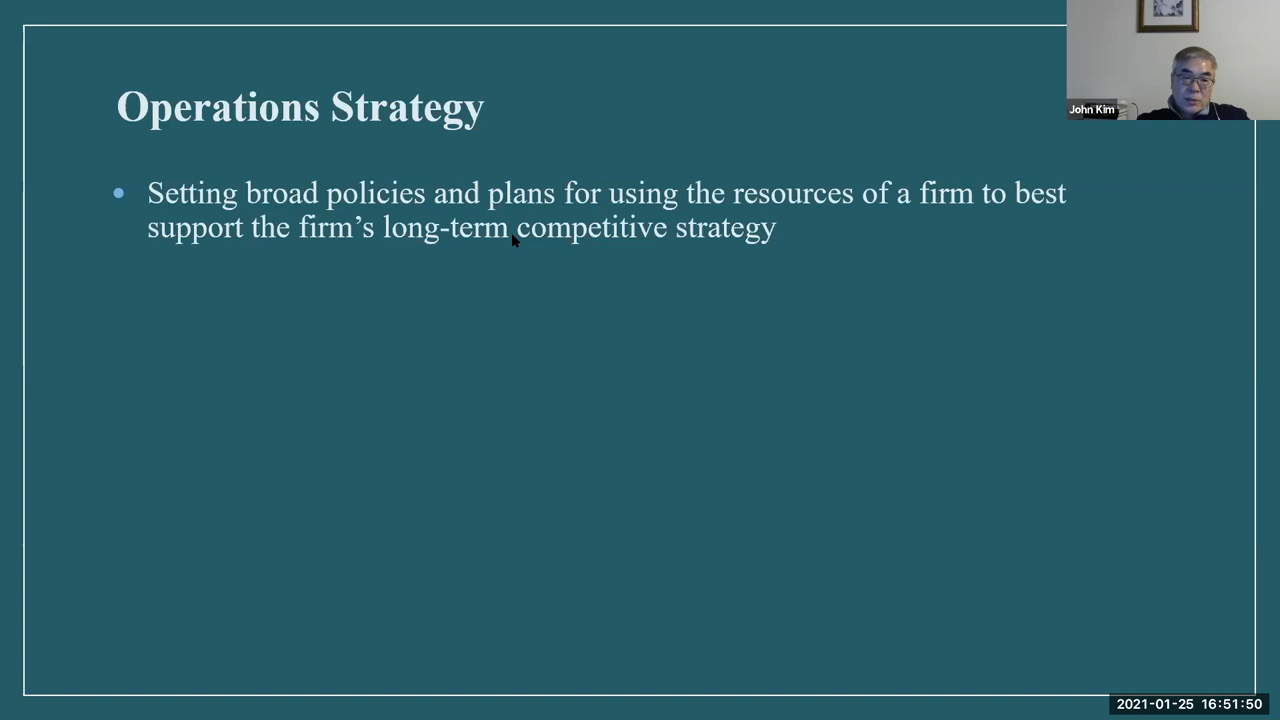 Operations Strategy
John Kim
• Setting broad policies and plans for using the resources of a firm to best
support the firm’s long-term competitive strategy
2021-01-25 16:51:50